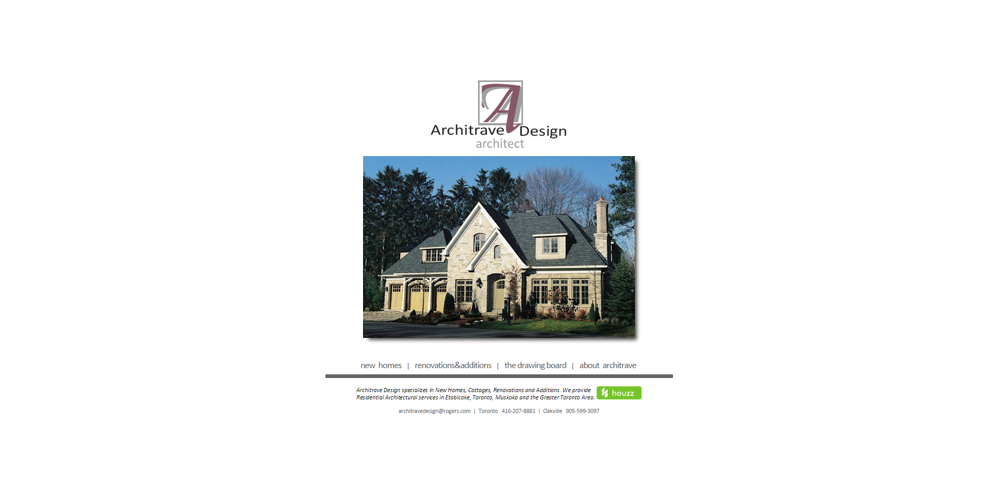 A
Architrave Design
architect
new homes | renovations&additions | the drawing board | about architrave
Architrave Design specializes in New Homes, Cottages, Renovations and Additions. We provide
Residential Architectural services in Etobicoke, Toronto, Muskoka and the Greater Toronto Area.
houzz
architravedesign@rogers.com | Toronto 416-207-8881 | Oakville 905-599-3097